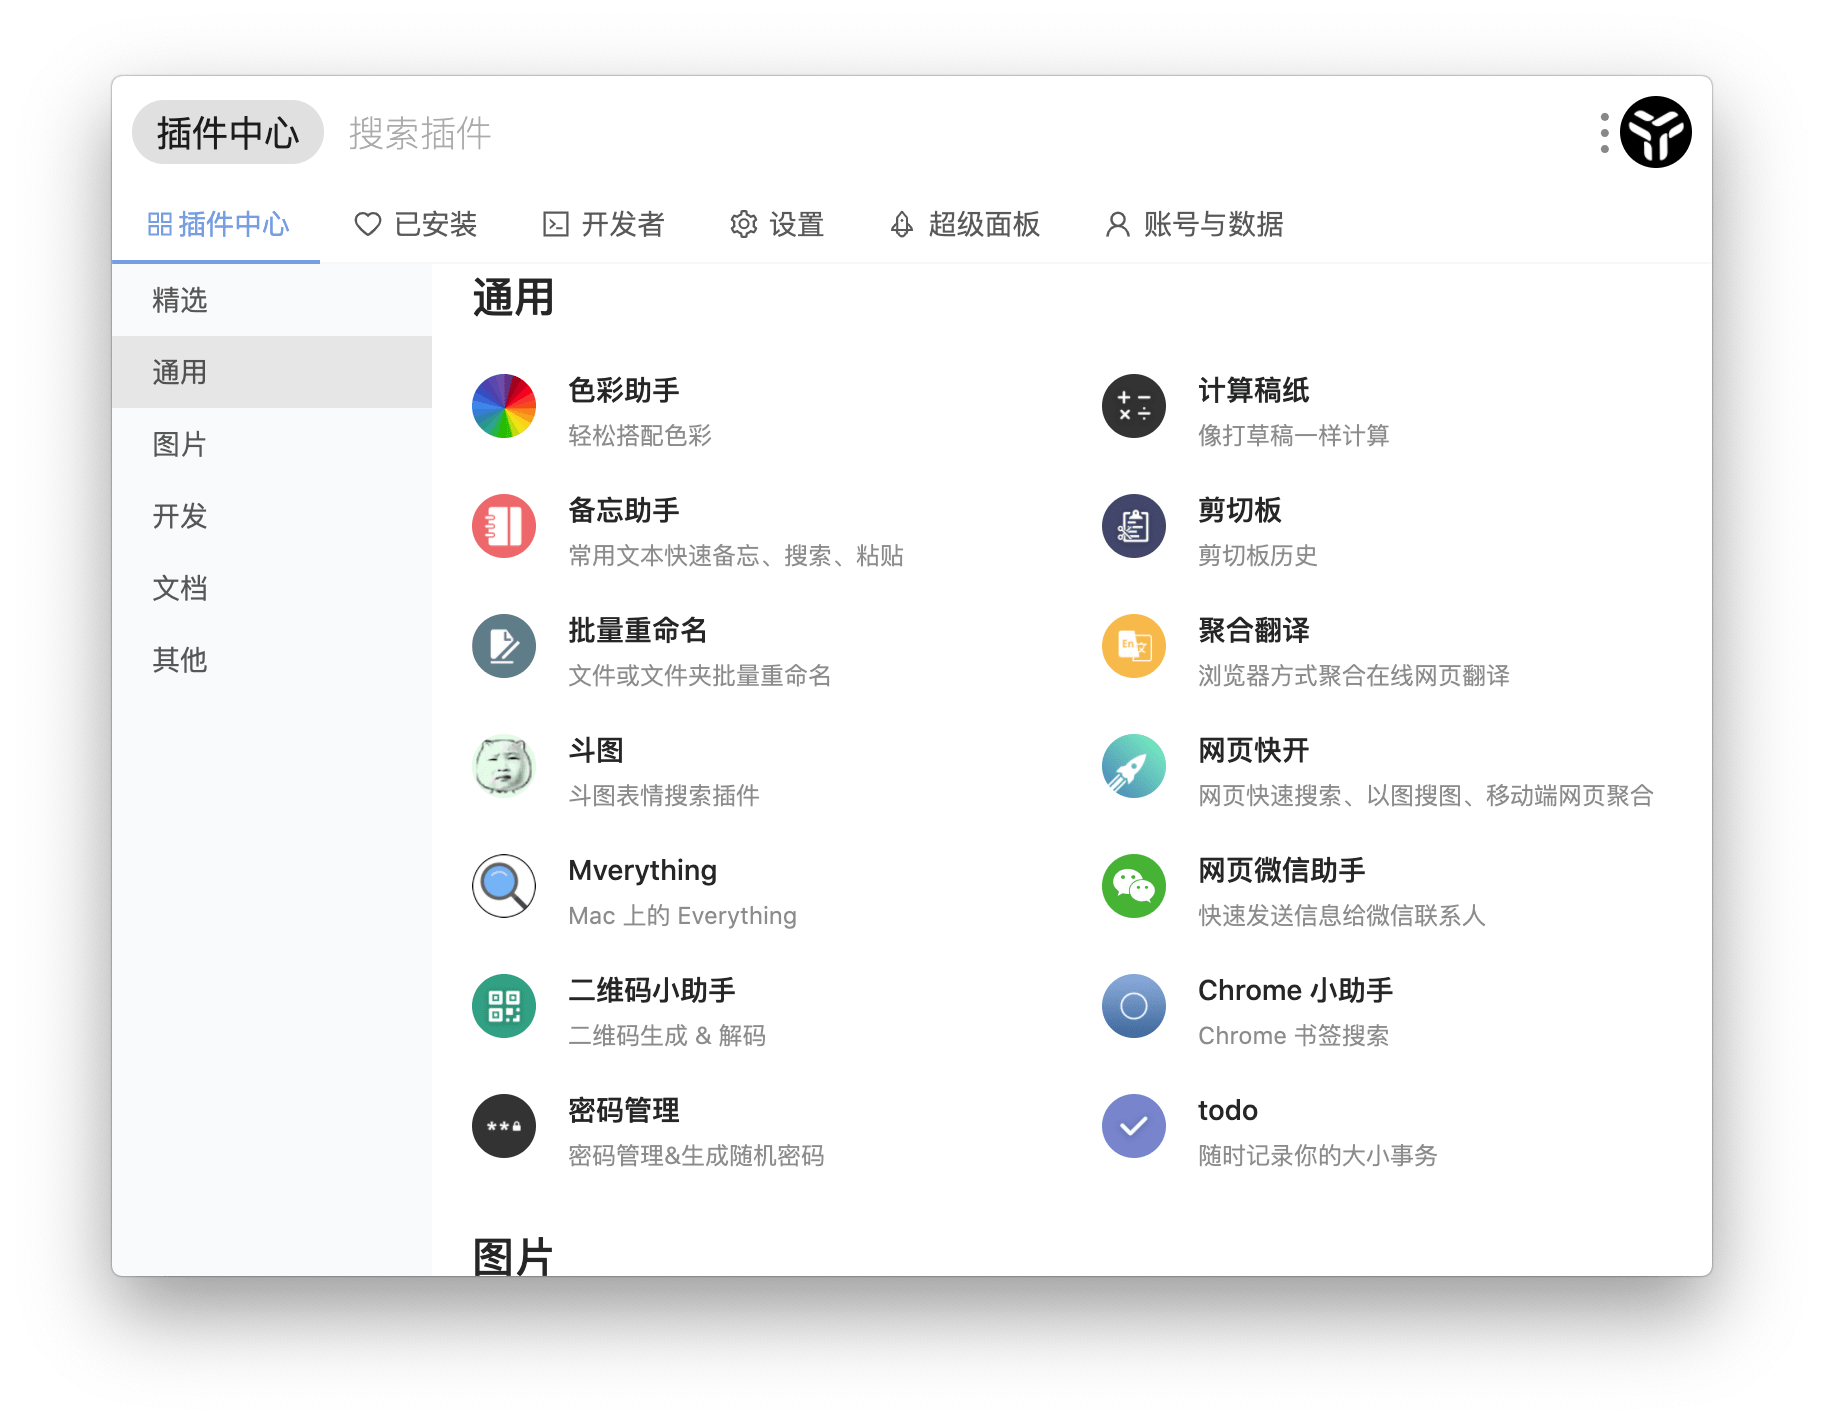 插件中心 搜索插件
插件中心 已安装 开发者 设置 超级面板 账号与数据
精选
通用
图片
开发
文档
其他
通用
色彩助手
轻松搭配色彩
计算稿纸
像打草稿一样计算
备忘助手
常用文本快速备忘、搜索、粘贴
剪切板
剪切板历史
批量重命名
文件或文件夹批量重命名
En 文
聚合翻译
浏览器方式聚合在线网页翻译
斗图
斗图表情搜索插件
网页快开
网页快速搜索、以图搜图、移动端网页聚合
Mverything
Mac 上的 Everything
网页微信助手
快速发送信息给微信联系人
二维码小助手
二维码生成 & 解码
Chrome 小助手
Chrome 书签搜索
密码管理
密码管理&生成随机密码
todo
随时记录你的大小事务
图片